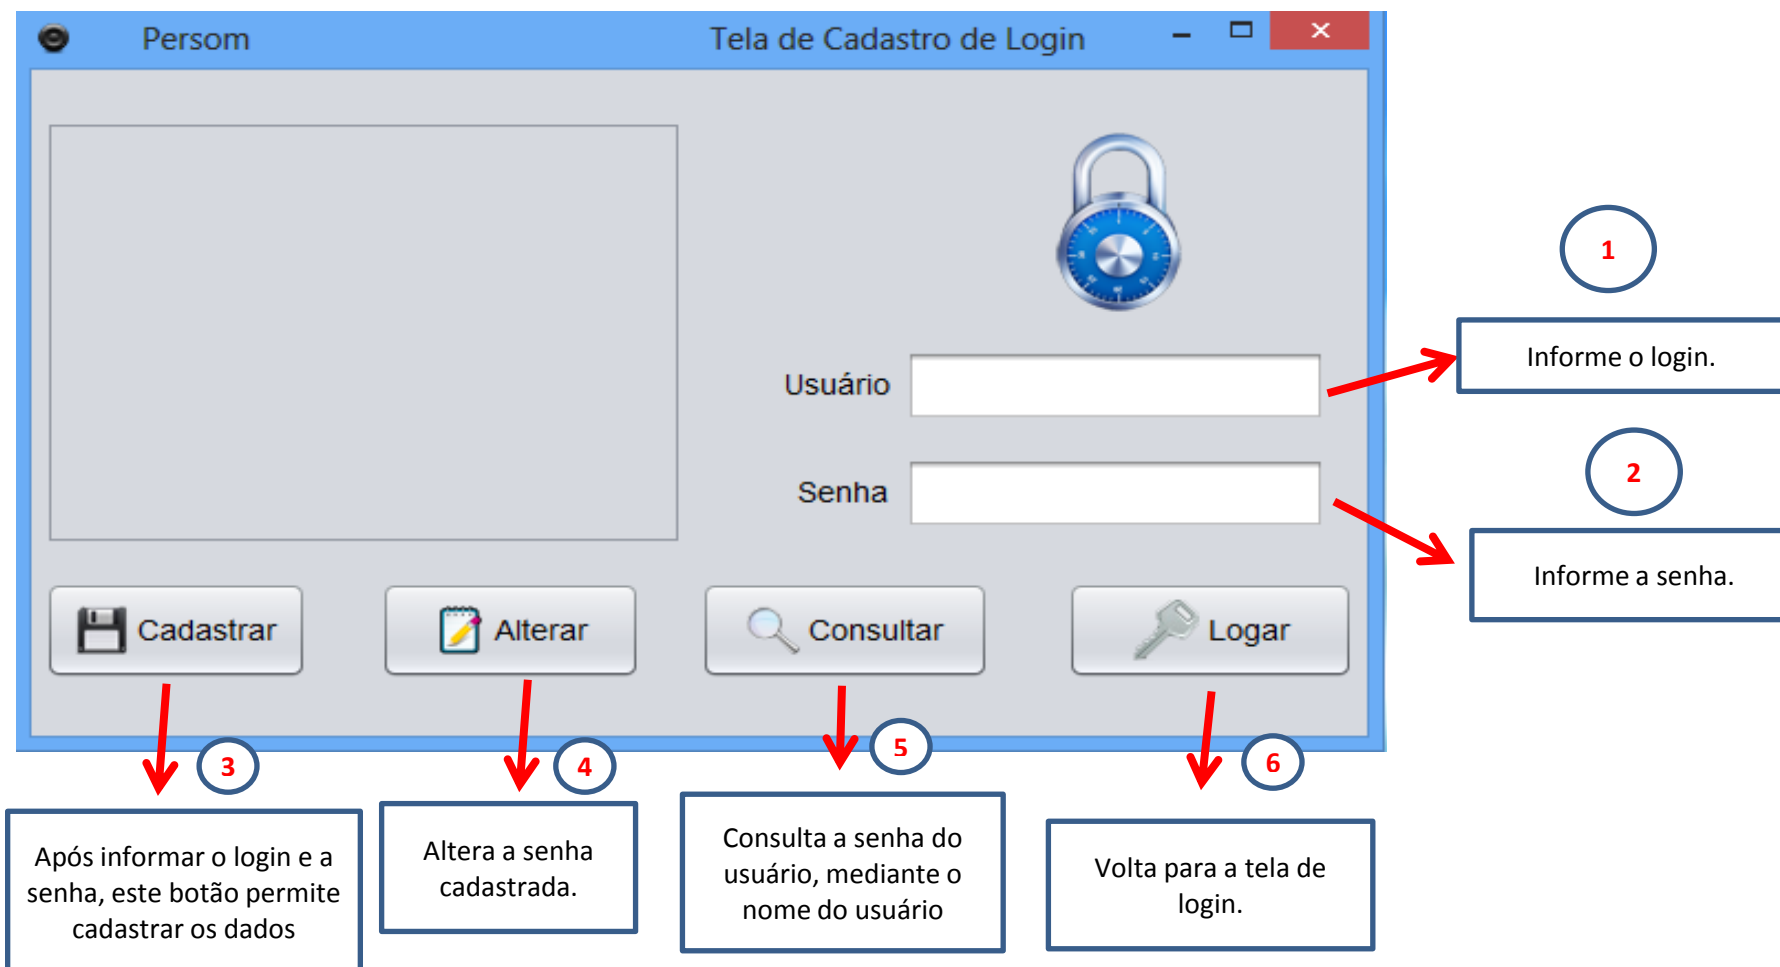 Persom
Tela de Cadastro de Login
1
Informe o login.
Usuário
2
Senha
Informe a senha.
Cadastrar
Alterar
Consultar
Logar
3
4
5
6
Após informar o login e a
senha, este botão permite
cadastrar os dados
Altera a senha
cadastrada.
Consulta a senha do
usuário, mediante o
nome do usuário
Volta para a tela de
login.